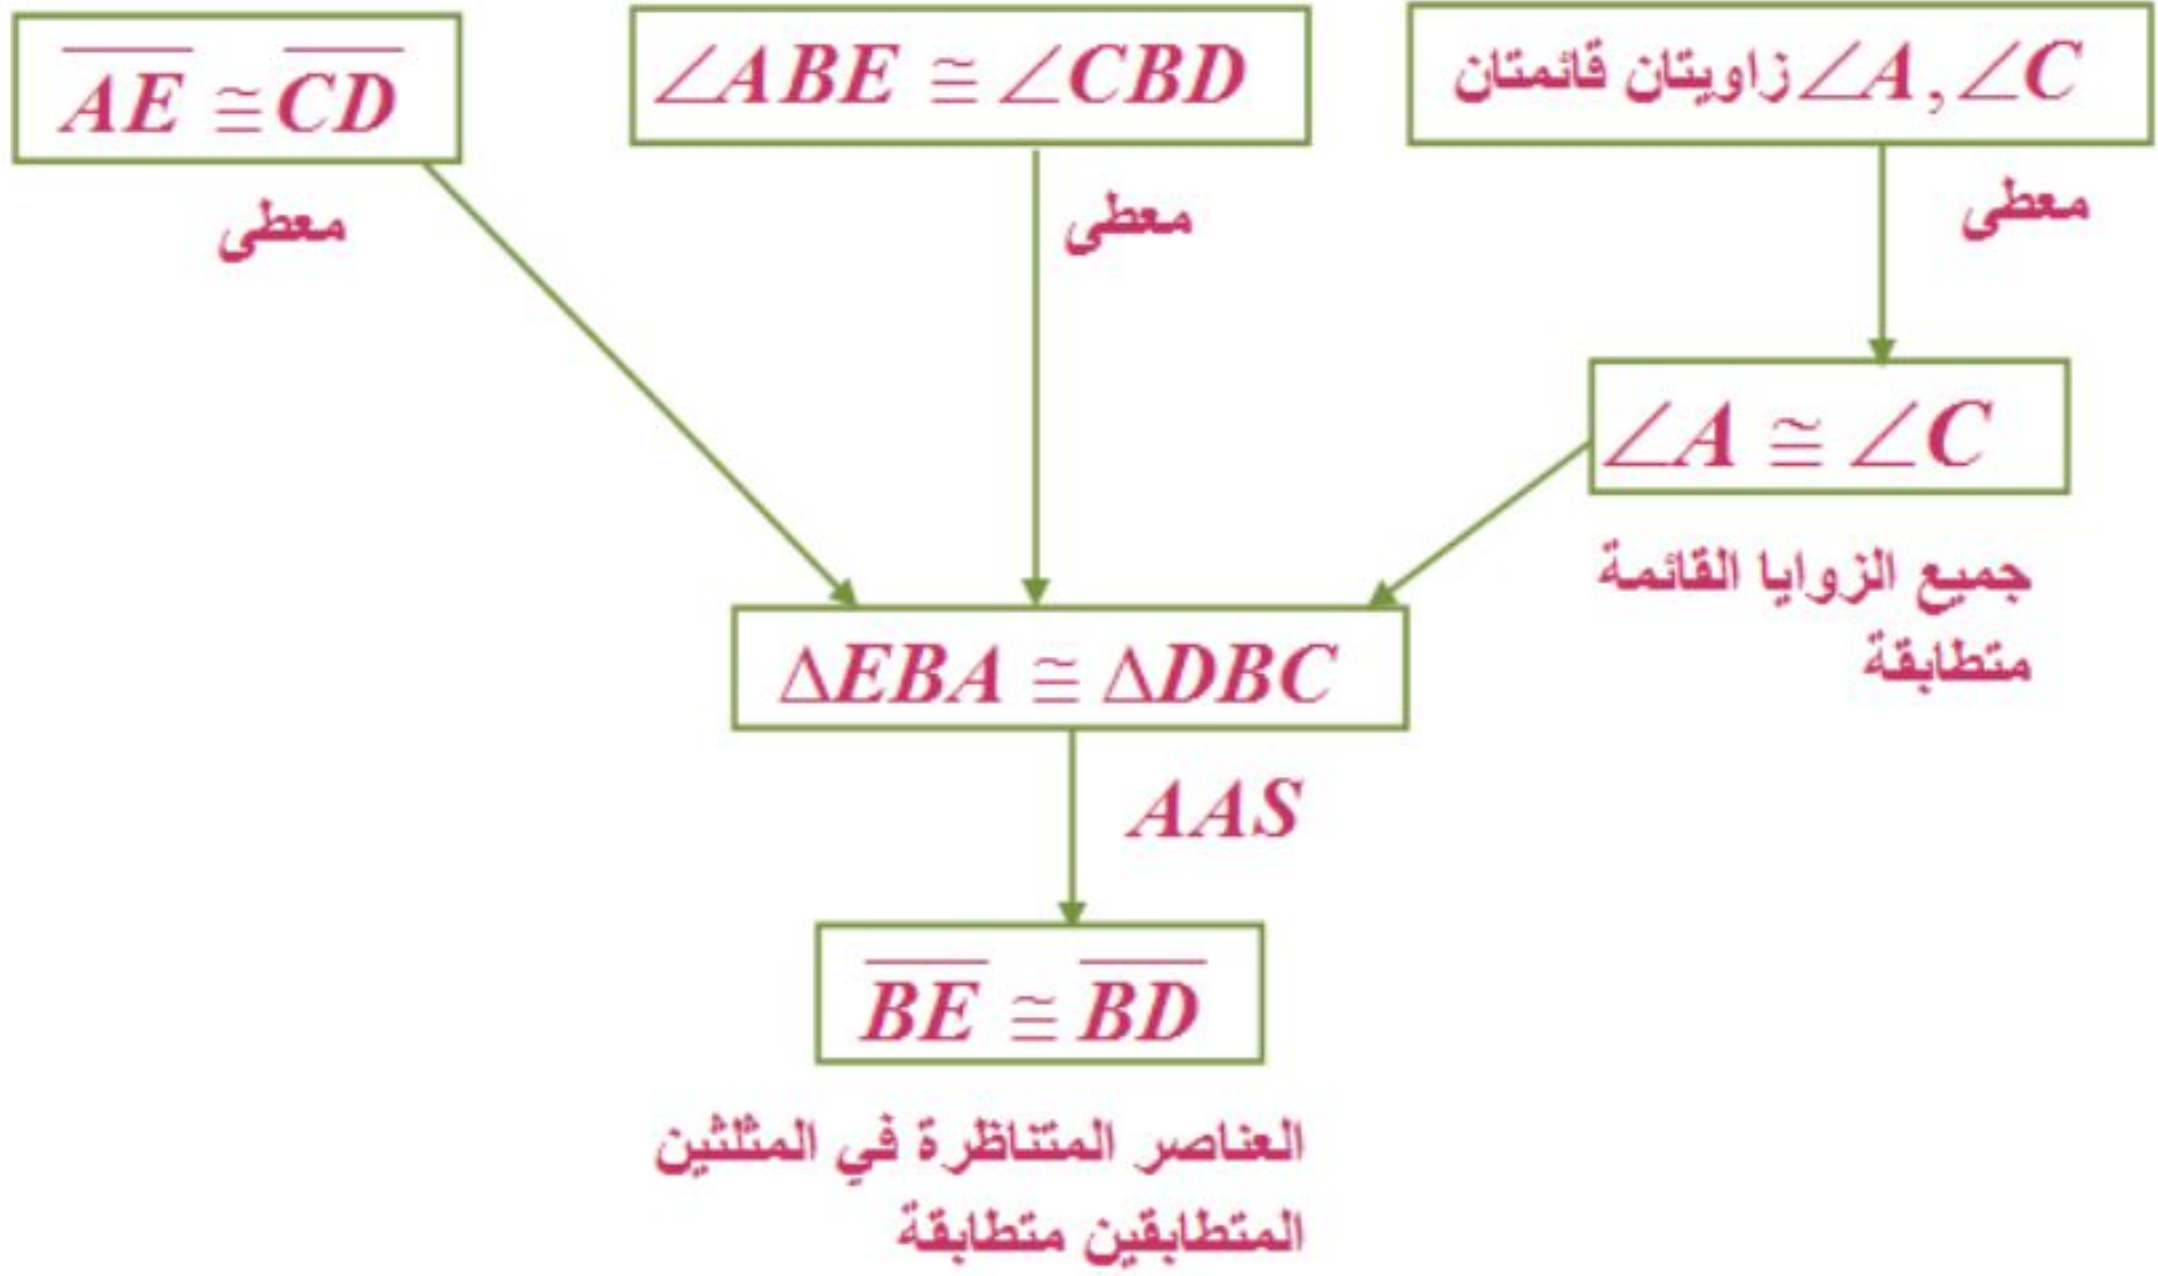 ∠A, ∠C زاويتان قائمتان
∠ABE ≅ ∠CBD
AE ≅ CD
معطى
معطى
معطى
∠A ≅ ∠C
جميع الزوايا القائمة
متطابقة
ΔEBA ≅ ΔDBC
AAS
BE ≅ BD
العناصر المتناظرة في المثلثين
المتطابقين متطابقة